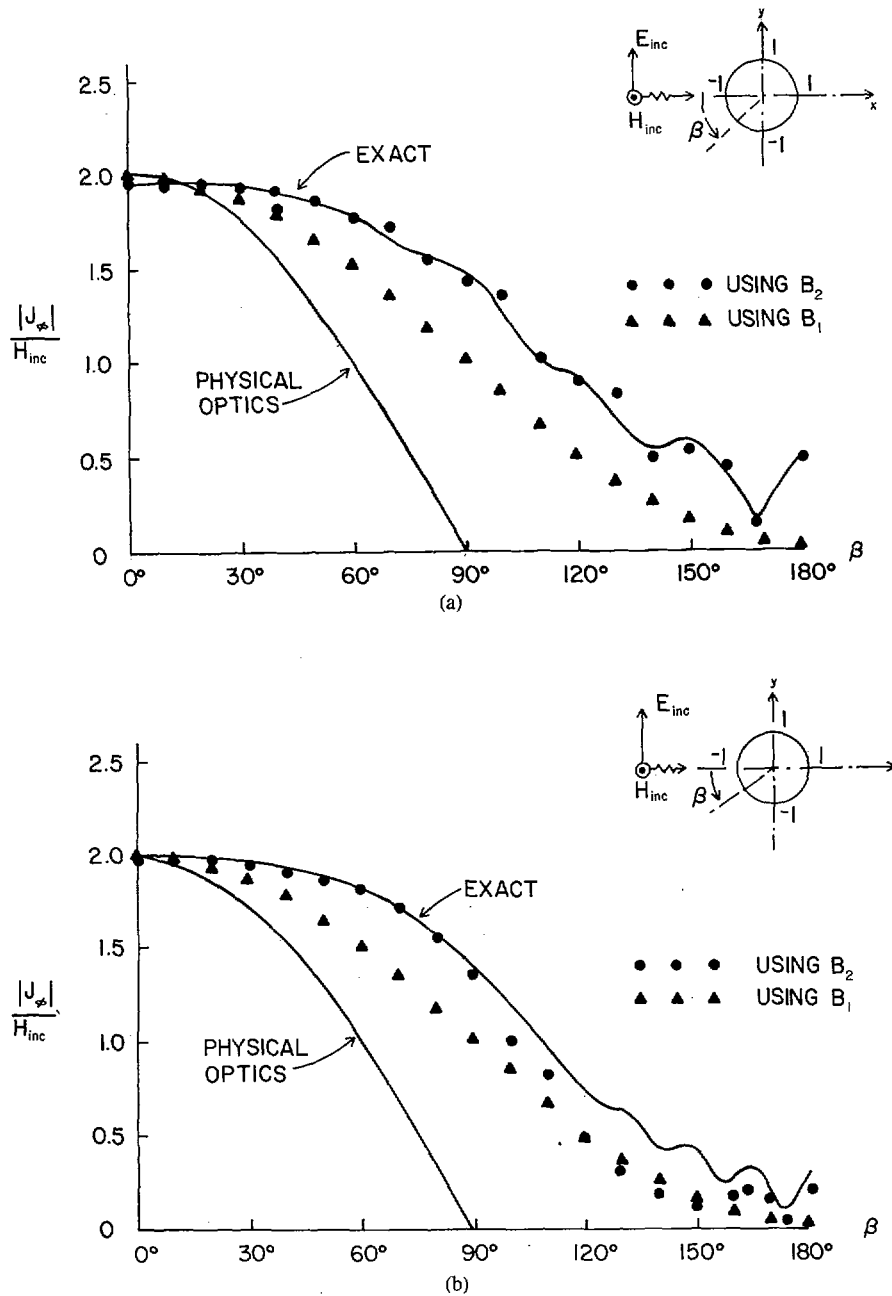 y
1
E_inc
-1
1
x
H_inc
β
-1
2.5
EXACT
2.0
● ● ● USING B₂
▲ ▲ ▲ USING B₁
1.5
|J_ϕ|
H_inc
1.0
PHYSICAL
OPTICS
0.5
0
0° 30° 60° 90° 120° 150° 180° β
(a)
y
E_inc
1
-1
1
H_inc
β
-1
2.5
2.0
EXACT
● ● ● USING B₂
▲ ▲ ▲ USING B₁
1.5
|J_ϕ|
H_inc
1.0
PHYSICAL
OPTICS
0.5
0
0° 30° 60° 90° 120° 150° 180° β
(b)